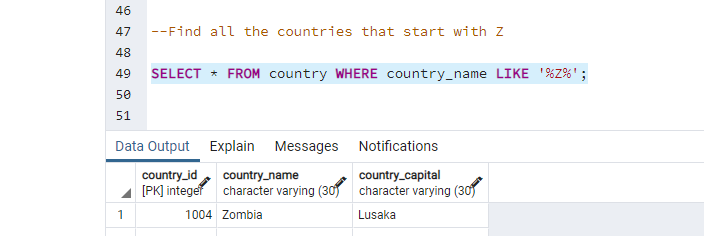 46
47 --Find all the countries that start with Z
48
49 SELECT * FROM country WHERE country_name LIKE '%Z%';
50
51
Data Output Explain Messages Notifications
country_id country_name country_capital
[PK] integer character varying (30) character varying (30)
1 1004 Zombia Lusaka